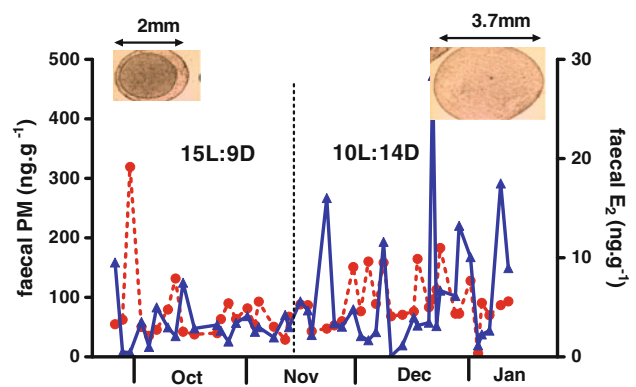 2mm
3.7mm
500
400
300
200
100
0
faecal PM (ng.g⁻¹)
15L:9D
10L:14D
30
20
10
0
faecal E₂ (ng.g⁻¹)
Oct
Nov
Dec
Jan